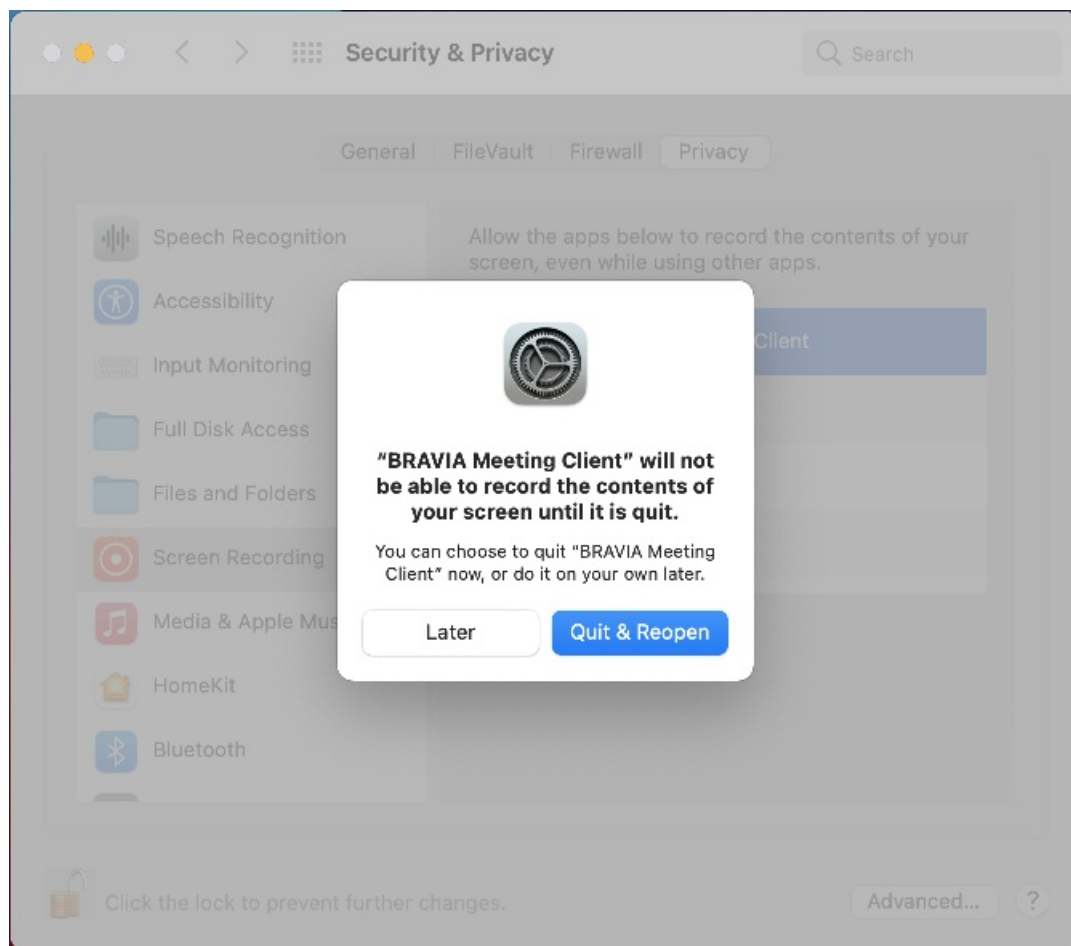 Security & Privacy
Search
General
FileVault
Firewall
Privacy
Speech Recognition
Accessibility
Input Monitoring
Full Disk Access
Files and Folders
Screen Recording
Media & Apple Mus
HomeKit
Bluetooth
Allow the apps below to record the contents of your
screen, even while using other apps.
Client
“BRAVIA Meeting Client” will not
be able to record the contents of
your screen until it is quit.
You can choose to quit “BRAVIA Meeting
Client” now, or do it on your own later.
Later
Quit & Reopen
Click the lock to prevent further changes.
Advanced...
?